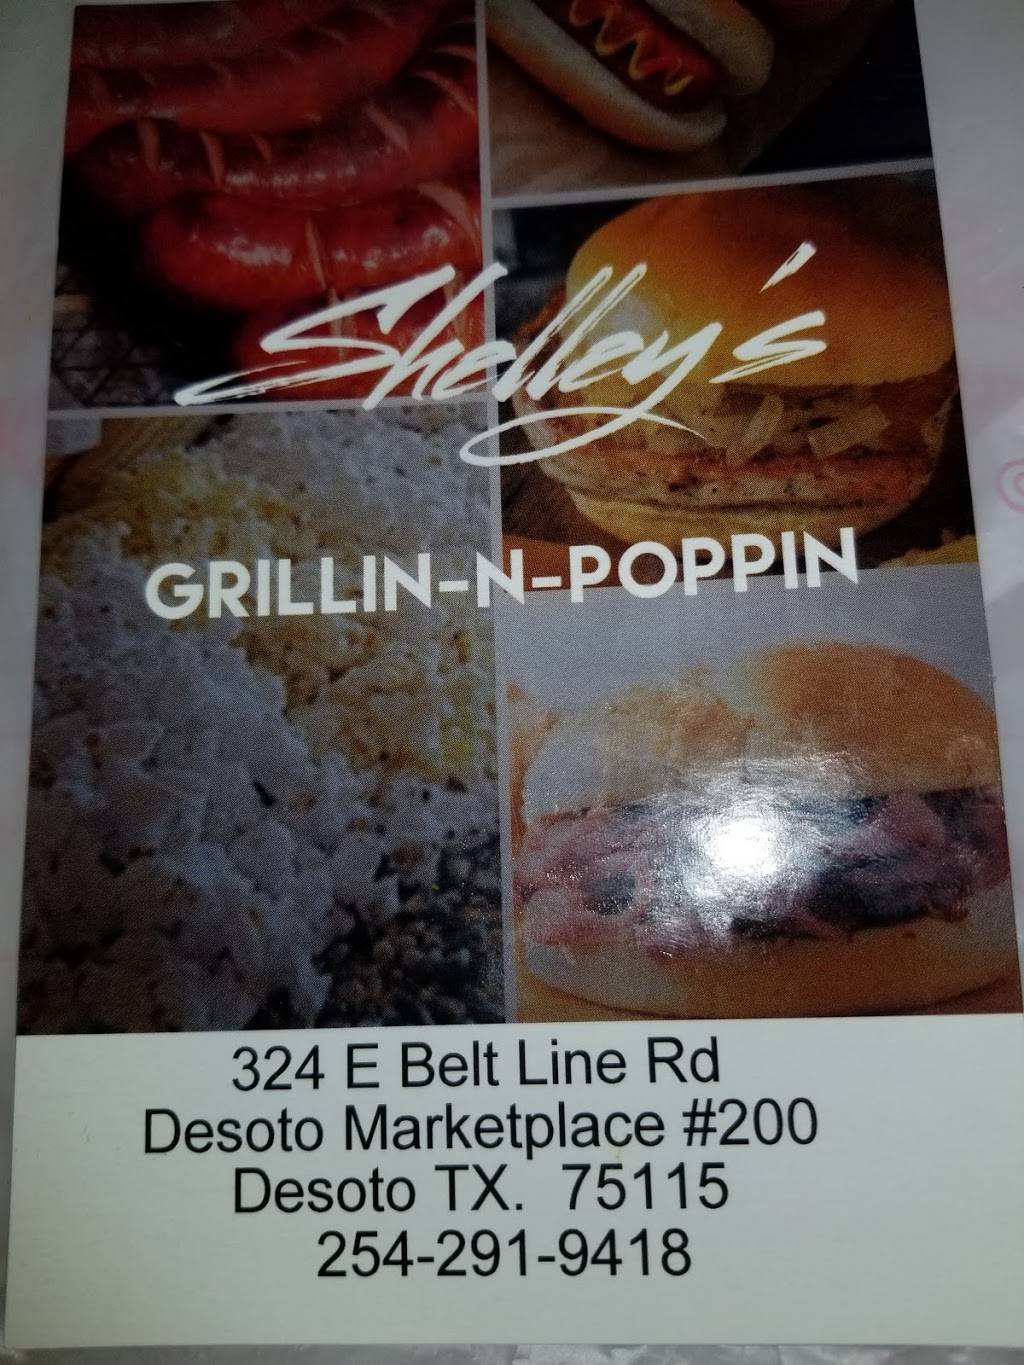 Shelley's
GRILLIN-N-POPPIN
324 E Belt Line Rd
Desoto Marketplace #200
Desoto TX. 75115
254-291-9418